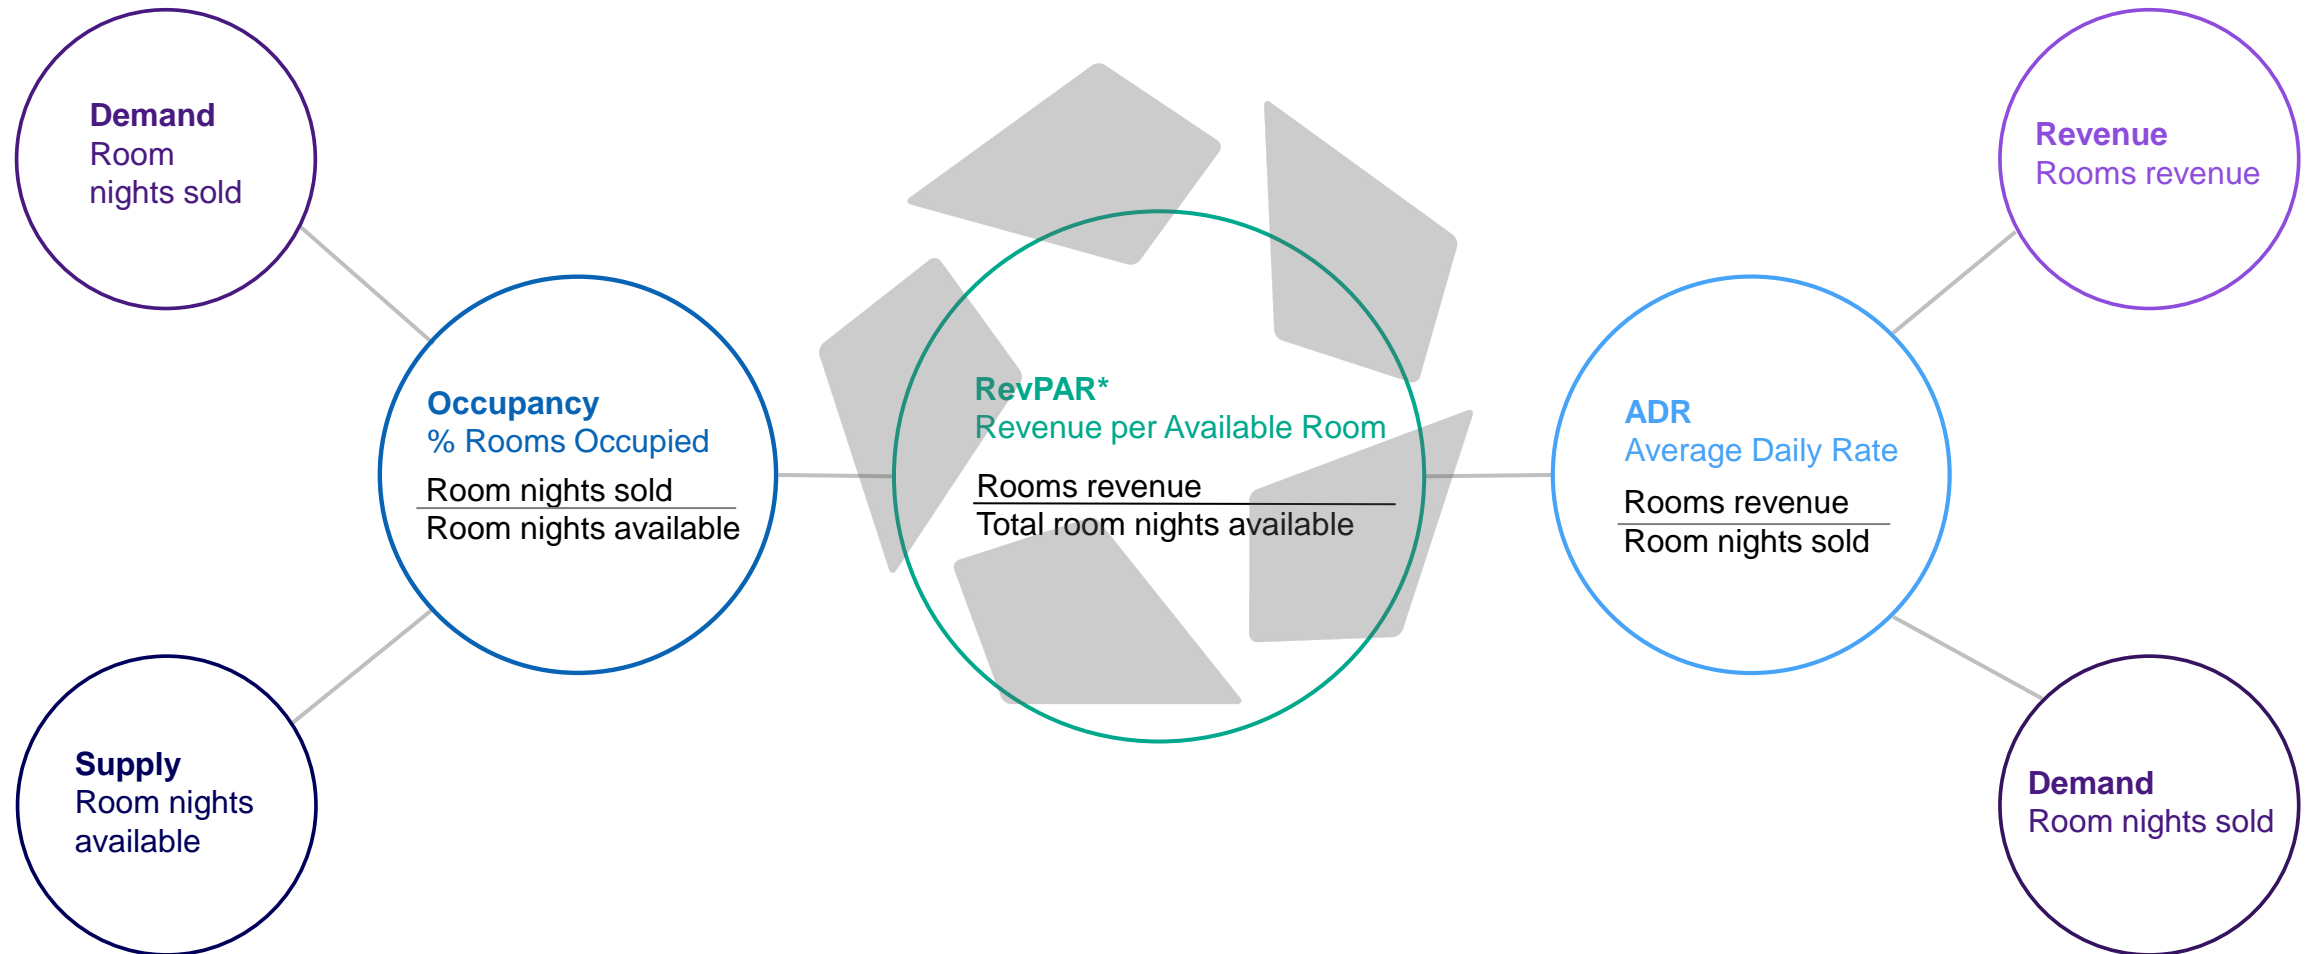 Demand
Room
nights sold
Supply
Room nights
available
Occupancy
% Rooms Occupied
Room nights sold
Room nights available
RevPAR*
Revenue per Available Room
Rooms revenue
Total room nights available
ADR
Average Daily Rate
Rooms revenue
Room nights sold
Revenue
Rooms revenue
Demand
Room nights sold